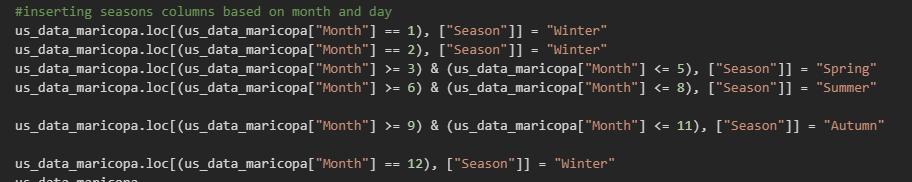 #inserting seasons columns based on month and day
us_data_maricopa.loc[(us_data_maricopa["Month"] == 1), ["Season"]] = "Winter"
us_data_maricopa.loc[(us_data_maricopa["Month"] == 2), ["Season"]] = "Winter"
us_data_maricopa.loc[(us_data_maricopa["Month"] >= 3) & (us_data_maricopa["Month"] <= 5), ["Season"]] = "Spring"
us_data_maricopa.loc[(us_data_maricopa["Month"] >= 6) & (us_data_maricopa["Month"] <= 8), ["Season"]] = "Summer"
us_data_maricopa.loc[(us_data_maricopa["Month"] >= 9) & (us_data_maricopa["Month"] <= 11), ["Season"]] = "Autumn"
us_data_maricopa.loc[(us_data_maricopa["Month"] == 12), ["Season"]] = "Winter"
us_data_maricopa